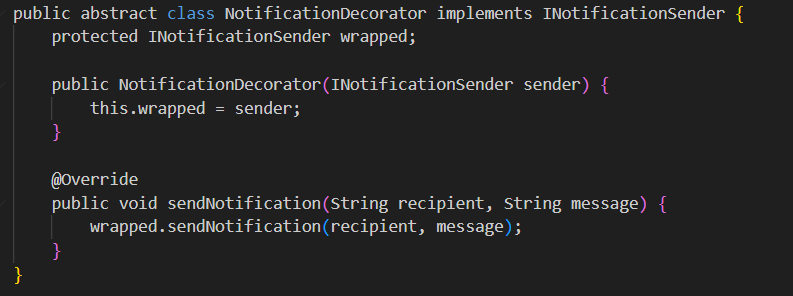 public abstract class NotificationDecorator implements INotificationSender {
    protected INotificationSender wrapped;

    public NotificationDecorator(INotificationSender sender) {
        this.wrapped = sender;
    }

    @Override
    public void sendNotification(String recipient, String message) {
        wrapped.sendNotification(recipient, message);
    }
}